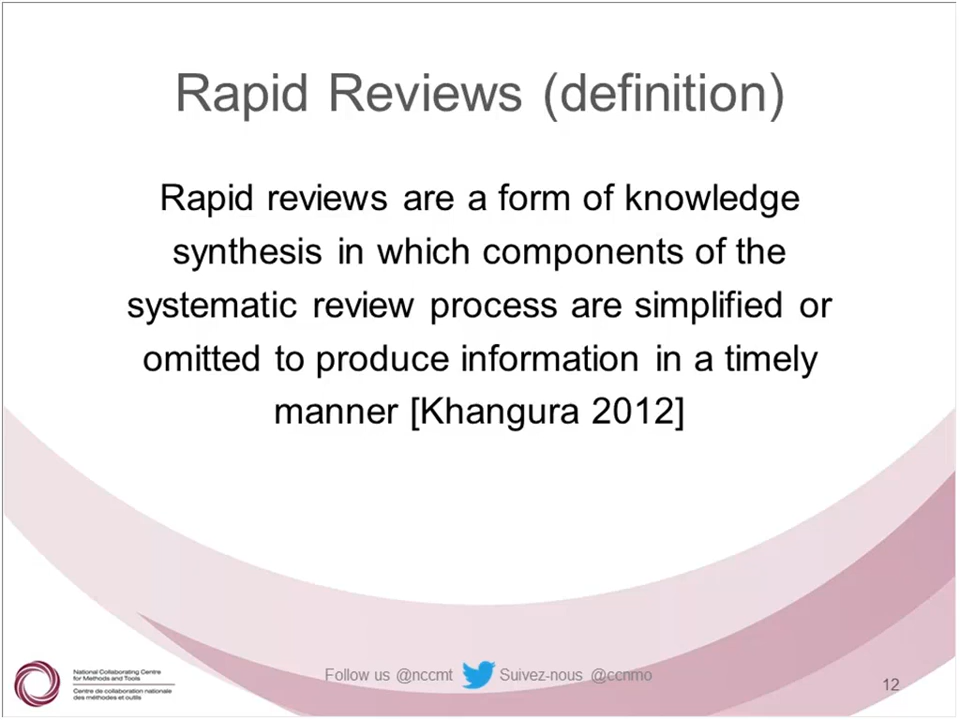 Rapid Reviews (definition)
Rapid reviews are a form of knowledge
synthesis in which components of the
systematic review process are simplified or
omitted to produce information in a timely
manner [Khangura 2012]
National Collaborating Centre
for Methods and Tools
Centre de collaboration nationale
des méthodes et outils
Follow us @nccmt Suivez-nous @ccnmo
12